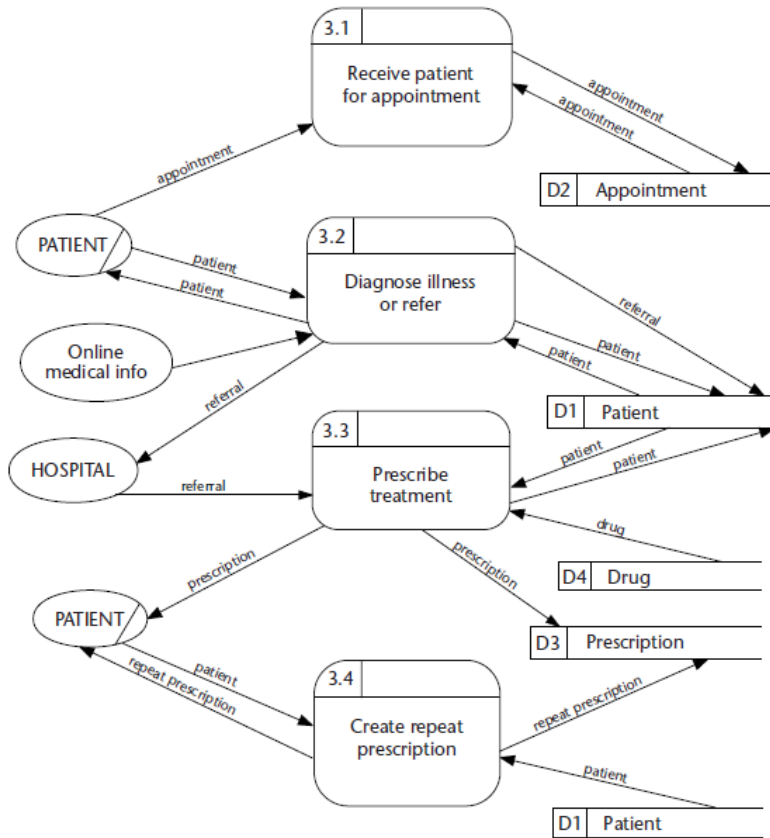 3.1
Receive patient
for appointment
appointment
appointment
appointment
D2 Appointment
PATIENT
3.2
patient
patient
Diagnose illness
or refer
referral
Online
medical info
patient
patient
referral
D1 Patient
3.3
HOSPITAL
Prescribe
treatment
patient
patient
referral
drug
prescription
prescription
D4 Drug
PATIENT
D3 Prescription
patient
repeat prescription
3.4
repeat prescription
Create repeat
prescription
patient
D1 Patient